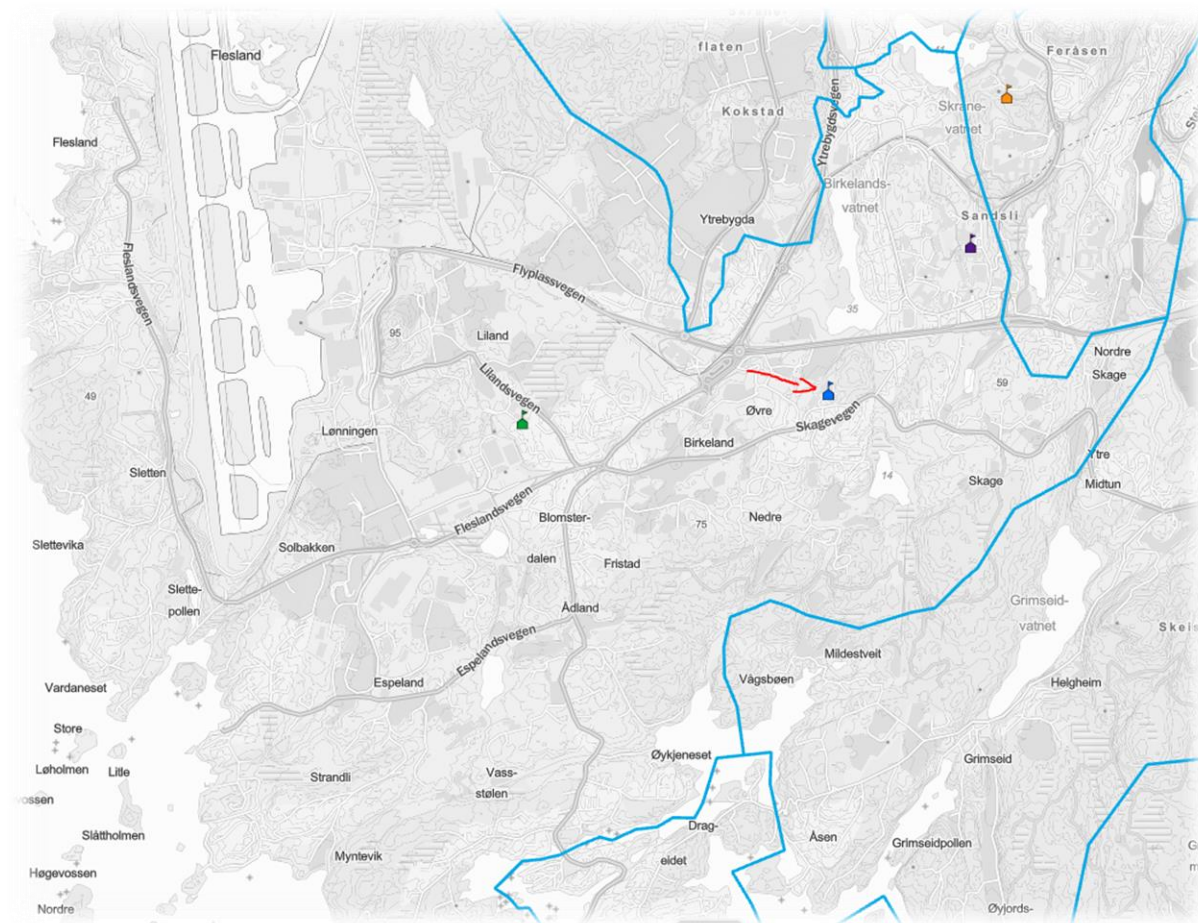 Flesland
flaten
Feråsen
Kokstad
Skrane-
vatnet
Flesland
Ytrebygdsvegen
Birkelands-
vatnet
Ytrebygda
Sandsli
Fleslandsvegen
Flyplassvegen
35
95
Liland
Nordre
Skage
Lilandsvegen
59
49
Øvre
Skagevegen
Lønningen
Birkeland
Ytre
Midtun
Sletten
Skage
14
Fleslandsvegen
Blomster-
dalen
75
Nedre
Slettevika
Solbakken
Fristad
Slette-
pollen
Ådland
Grimseid-
vatnet
Espelandsvegen
Mildestveit
Espeland
Vågsbøen
Helgheim
Vardaneset
Store
Løholmen
Litle
Øykjeneset
Grimseid
Strandli
Vass-
stølen
Slåttholmen
Drag-
eidet
Åsen
Grimseidpollen
Myntevik
Høgevossen
Nordre
Øyjords-